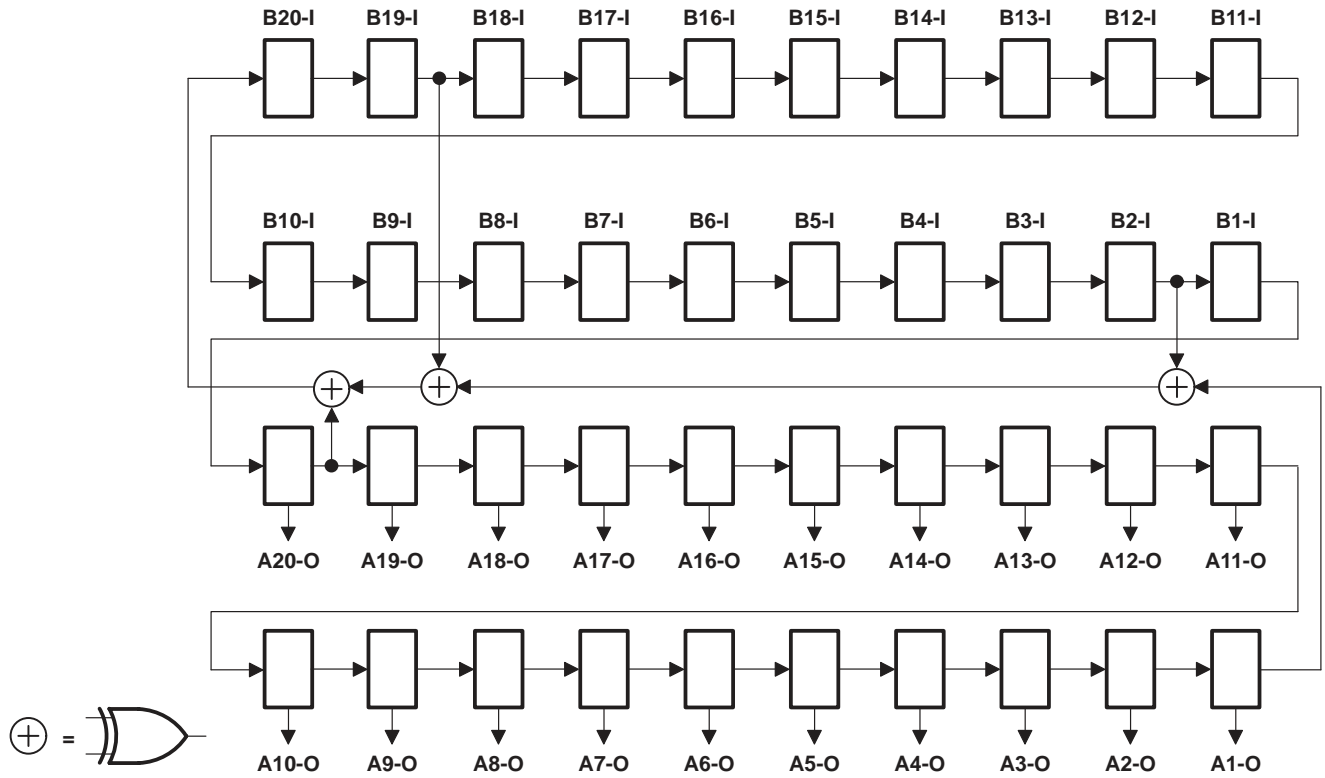 B20-I B19-I B18-I B17-I B16-I B15-I B14-I B13-I B12-I B11-I
B10-I B9-I B8-I B7-I B6-I B5-I B4-I B3-I B2-I B1-I
A20-O A19-O A18-O A17-O A16-O A15-O A14-O A13-O A12-O A11-O
=
A10-O A9-O A8-O A7-O A6-O A5-O A4-O A3-O A2-O A1-O